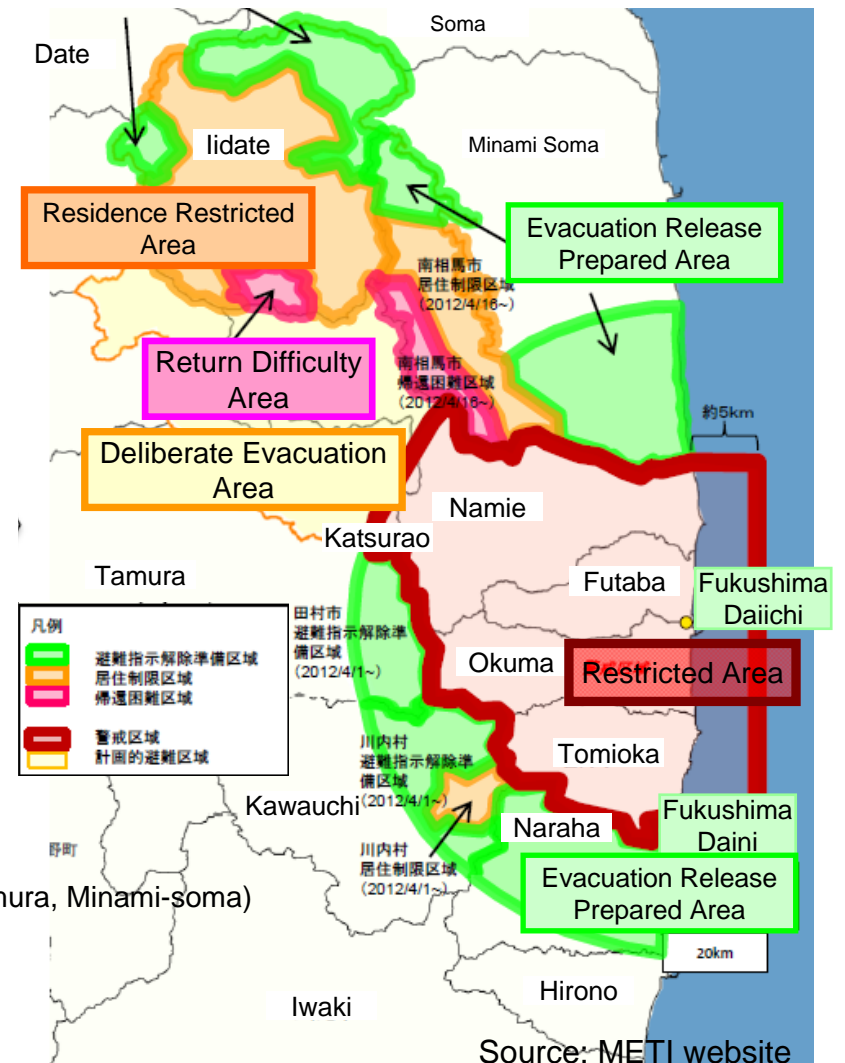 Soma
Date
Iidate
Minami Soma
Residence Restricted
Area
Evacuation Release
Prepared Area
南相馬市
居住制限区域
(2012/4/16~)
Return Difficulty
Area
南相馬市
帰還困難区域
(2012/4/16~)
約5km
Deliberate Evacuation
Area
Namie
Katsurao
Tamura
Futaba
Fukushima
Daiichi
凡例
避難指示解除準備区域
居住制限区域
帰還困難区域
警戒区域
計画的避難区域
田村市
避難指示解除準
備区域
(2012/4/1~)
Okuma
Restricted Area
川内村
避難指示解除準
備区域
(2012/4/1~)
Tomioka
Kawauchi
Naraha
Fukushima
Daini
野町
川内村
居住制限区域
(2012/4/1~)
Evacuation Release
Prepared Area
mura, Minami-soma)
20km
Iwaki
Hirono
Source: METI website